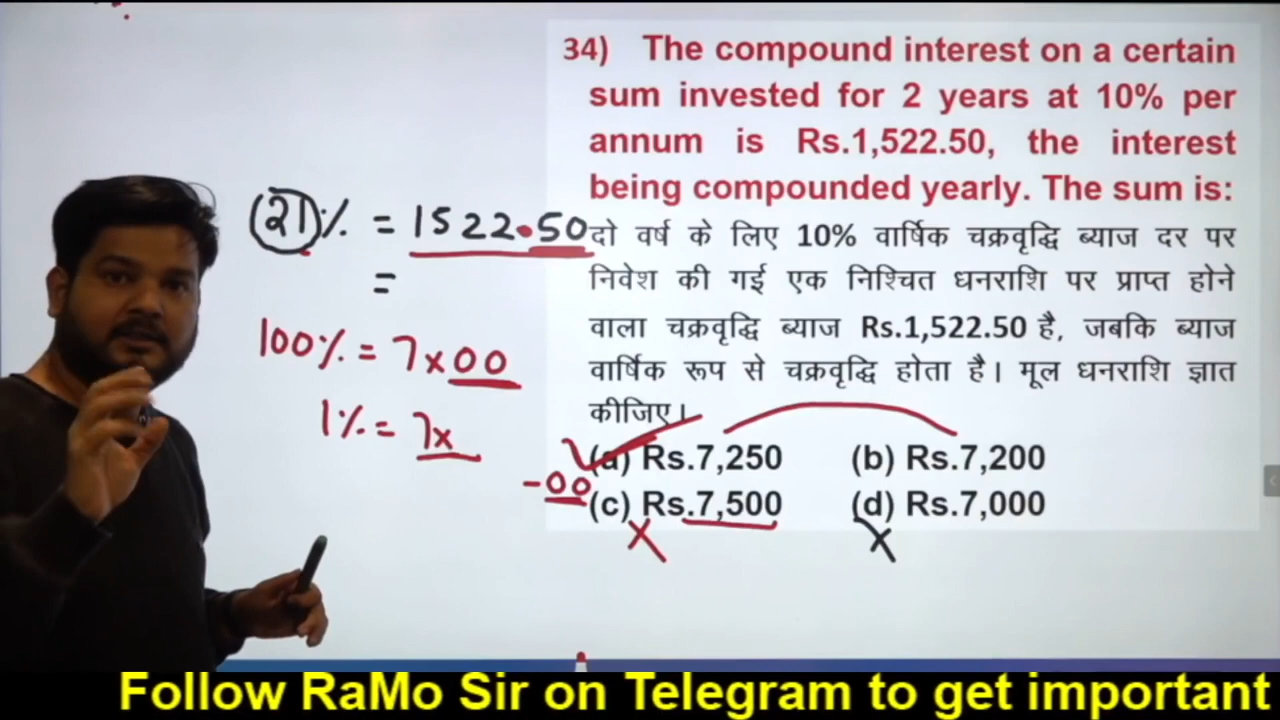 34) The compound interest on a certain
sum invested for 2 years at 10% per
annum is Rs.1,522.50, the interest
being compounded yearly. The sum is:
दो वर्ष के लिए 10% वार्षिक चक्रवृद्धि ब्याज दर पर
निवेश की गई एक निश्चित धनराशि पर प्राप्त होने
वाला चक्रवृद्धि ब्याज Rs.1,522.50 है, जबकि ब्याज
वार्षिक रूप से चक्रवृद्धि होता है। मूल धनराशि ज्ञात
कीजिए।
(a) Rs.7,250 (b) Rs.7,200
(c) Rs.7,500 (d) Rs.7,000
21% = 1522.50
=
100% = 7x00
1% = 7x
-00
Follow RaMo Sir on Telegram to get important